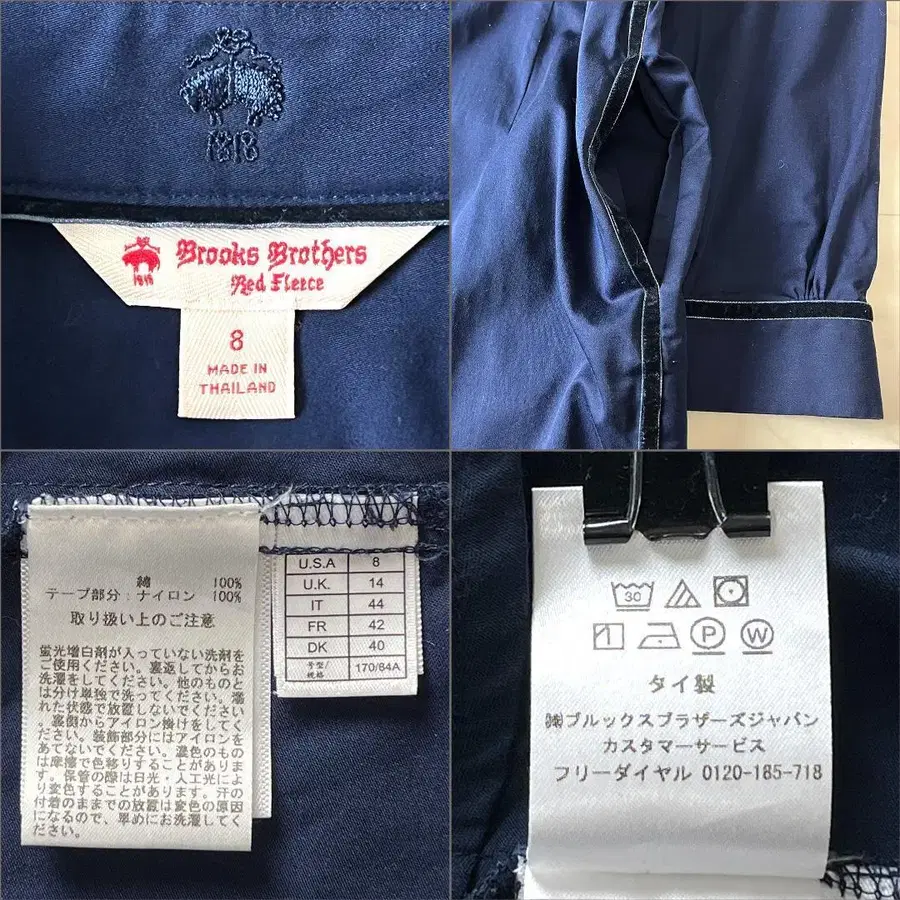 1818
Brooks Brothers
Red Fleece
1818
8
MADE IN
THAILAND
綿 100%
テープ部分:ナイロン 100%
取り扱い上のご注意
蛍光増白剤が入っていない洗剤を
ご使用ください。裏返してからお
洗濯をしてください。他のものと
は分け単独で洗ってください。濡
れた状態で放置しないでください
。裏側からアイロン掛けをしてく
ださい。装飾部分にはアイロンを
あてないでください。濃色のもの
は摩擦で色移りすることがありま
す。保管の際は日光・人工光によ
り変色することがあります。汗の
付着のままでの放置は変色の原因
になるので、早めにお洗濯してく
ださい。
U.S.A 8
U.K. 14
IT 44
FR 42
DK 40
号型/规格 170/84A
30
P W
タイ製
㈱ブルックスブラザーズジャパン
カスタマーサービス
フリーダイヤル 0120-185-718